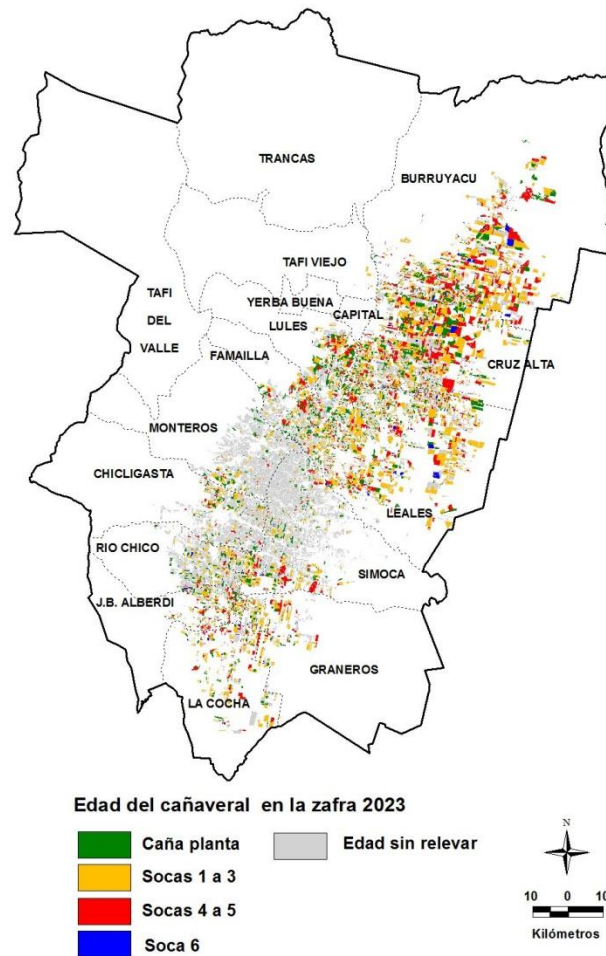 TRANCAS
BURRUYACU
TAFI VIEJO
TAFI
DEL
VALLE
YERBA BUENA
CAPITAL
LULES
FAMAILLA
CRUZ ALTA
MONTEROS
CHICLIGASTA
LEALES
RIO CHICO
SIMOCA
J.B. ALBERDI
GRANEROS
LA COCHA
Edad del cañaveral en la zafra 2023
Caña planta
Edad sin relevar
Socas 1 a 3
Socas 4 a 5
Soca 6
N
10 0 10
Kilómetros